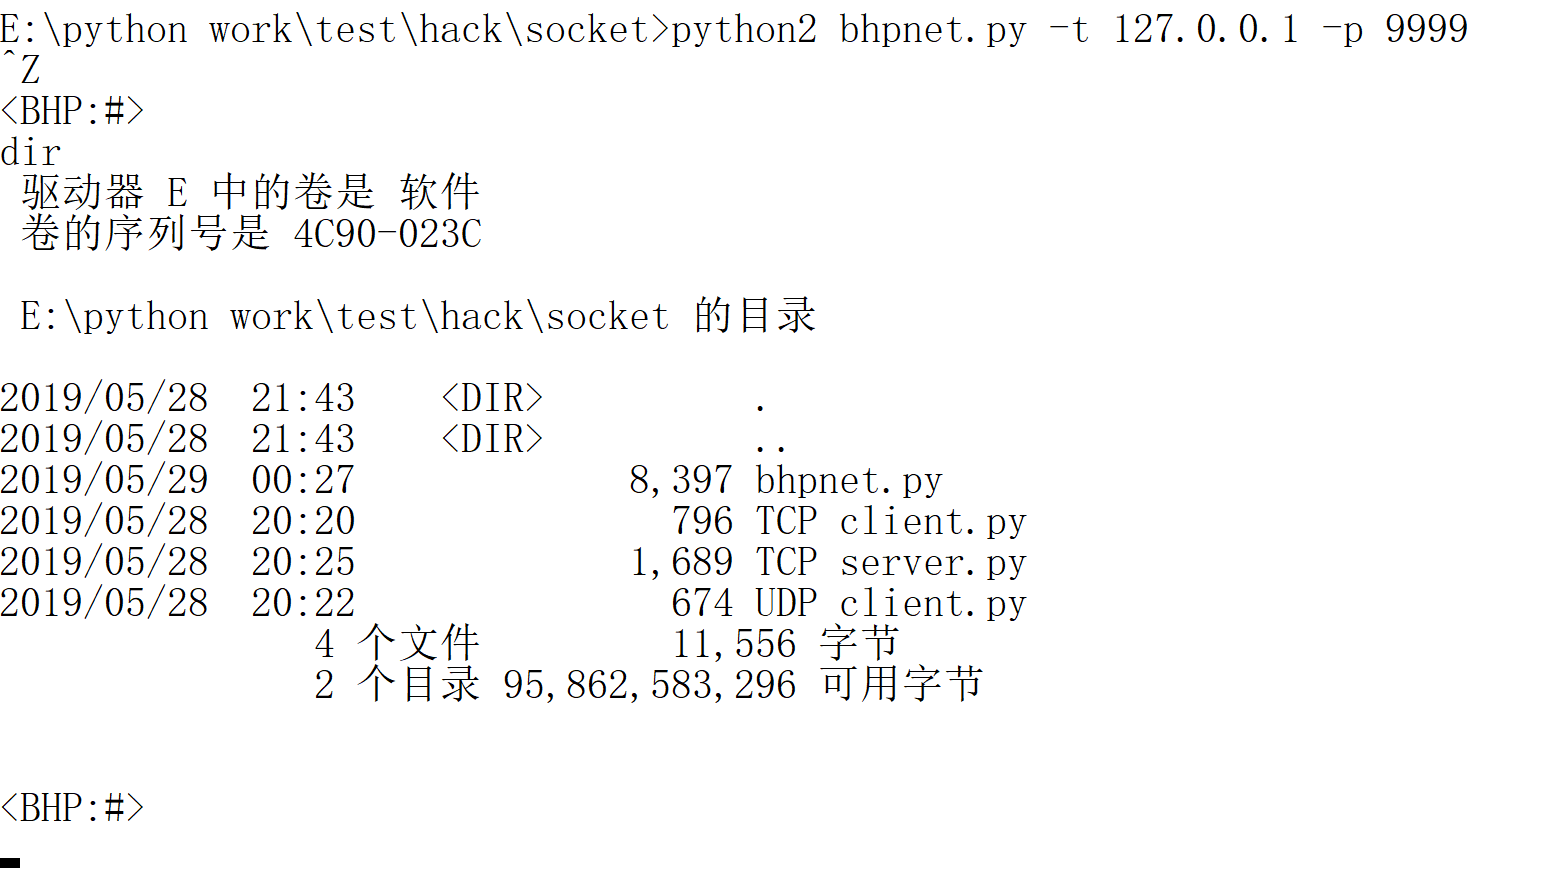 E:\python work\test\hack\socket>python2 bhpnet.py -t 127.0.0.1 -p 9999
^Z
<BHP:#>
dir
 驱动器 E 中的卷是 软件
 卷的序列号是 4C90-023C

 E:\python work\test\hack\socket 的目录

2019/05/28  21:43    <DIR>          .
2019/05/28  21:43    <DIR>          ..
2019/05/29  00:27             8,397 bhpnet.py
2019/05/28  20:20               796 TCP client.py
2019/05/28  20:25             1,689 TCP server.py
2019/05/28  20:22               674 UDP client.py
               4 个文件         11,556 字节
               2 个目录 95,862,583,296 可用字节

<BHP:#>